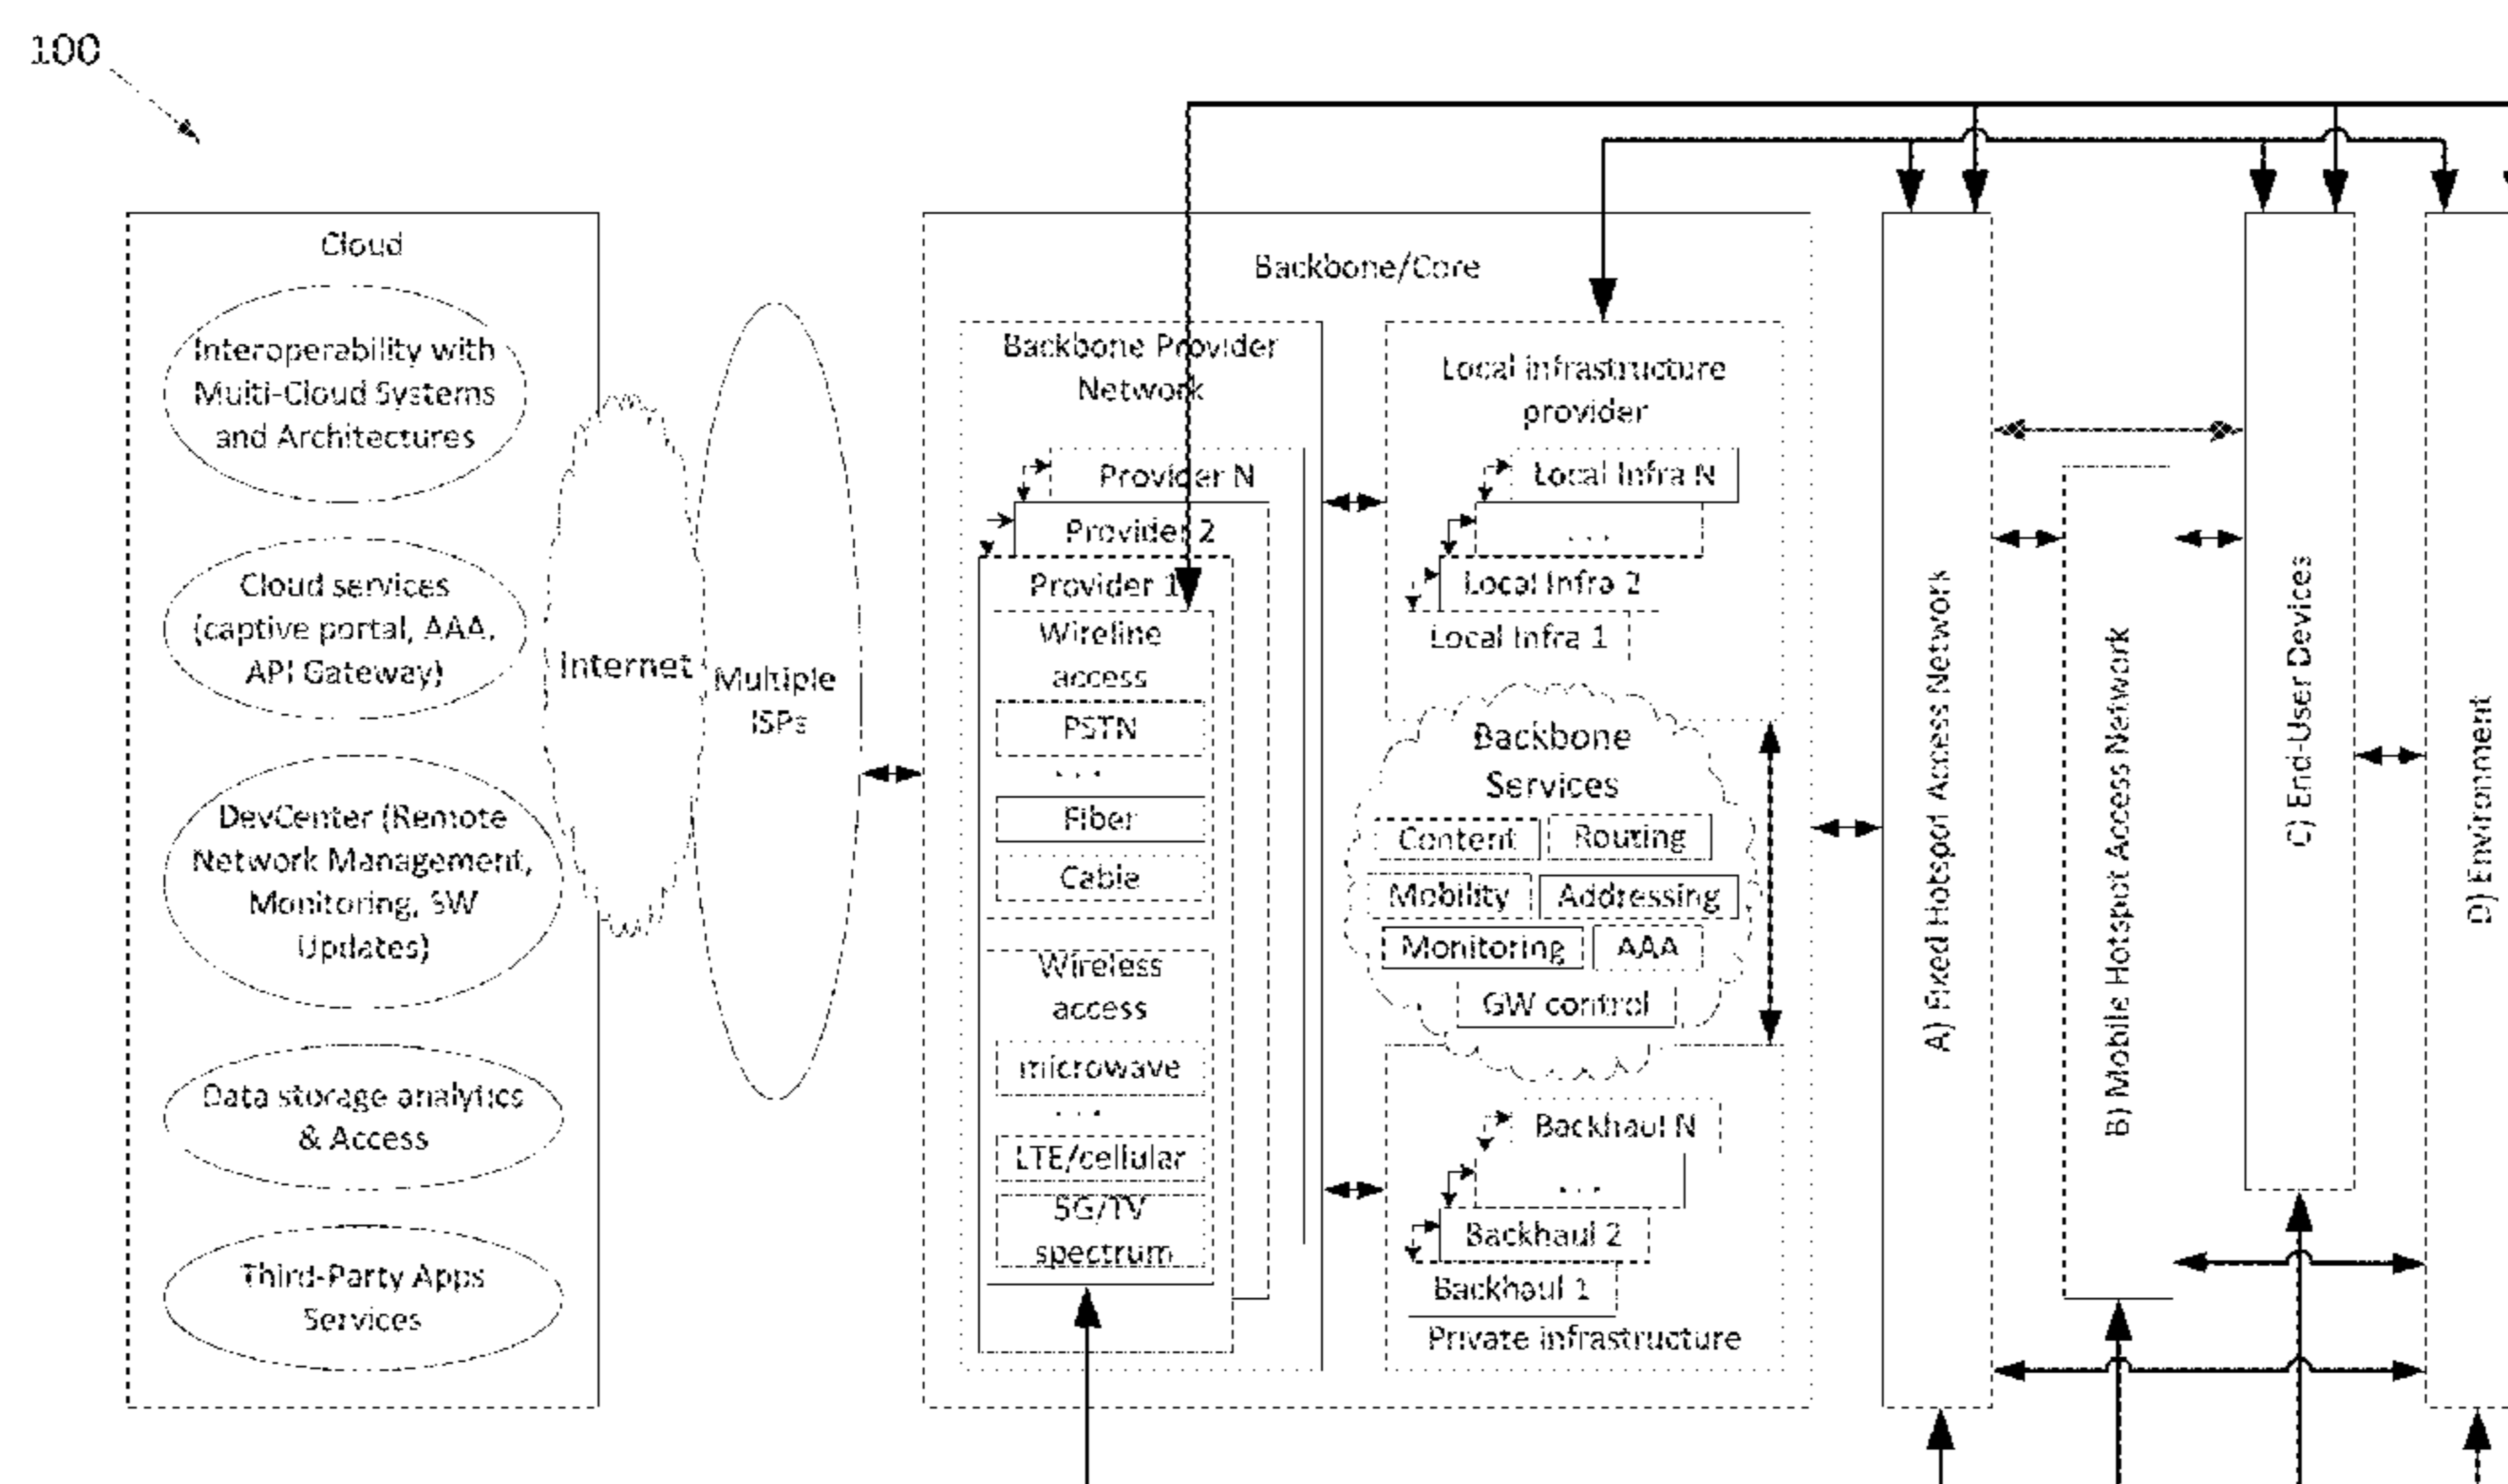 100
Cloud
Interoperability with
Multi-Cloud Systems
and Architectures
Cloud services
(captive portal, AAA,
API Gateway)
DevCenter (Remote
Network Management,
Monitoring, SW
Updates)
Data storage analytics
& Access
Third-Party Apps
Services
Internet
Multiple
ISPs
Backbone/Core
Backbone Provider
Network
Provider N
Provider 2
Provider 1
Wireline
access
PSTN
...
Fiber
Cable
Wireless
access
microwave
...
LTE/cellular
5G/TV
spectrum
Local infrastructure
provider
Local Infra N
...
Local Infra 2
Local Infra 1
Backbone
Services
Content
Routing
Mobility
Addressing
Monitoring
AAA
GW control
Backhaul N
...
Backhaul 2
Backhaul 1
Private infrastructure
A) Fixed Hotspot Access Network
B) Mobile Hotspot Access Network
C) End-User Devices
D) Environment